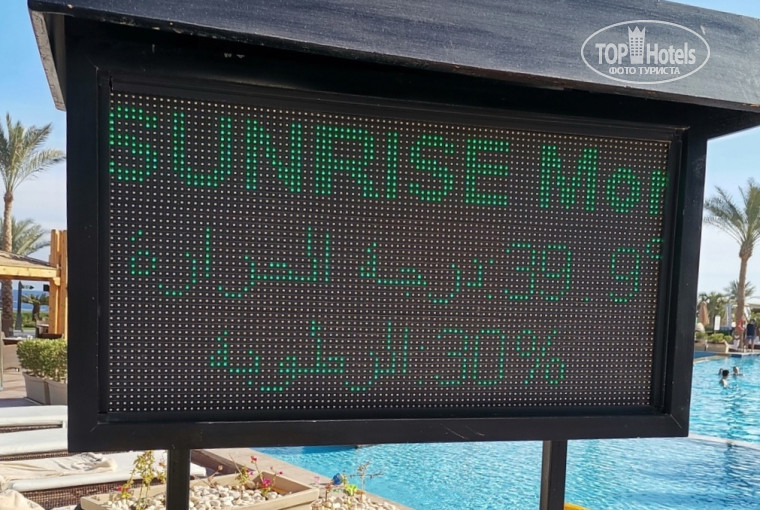 TOP Hotels
ФОТО ТУРИСТА
SUNRISE Mon
درجة الحرارة:39.9°
الرطوبة:30%